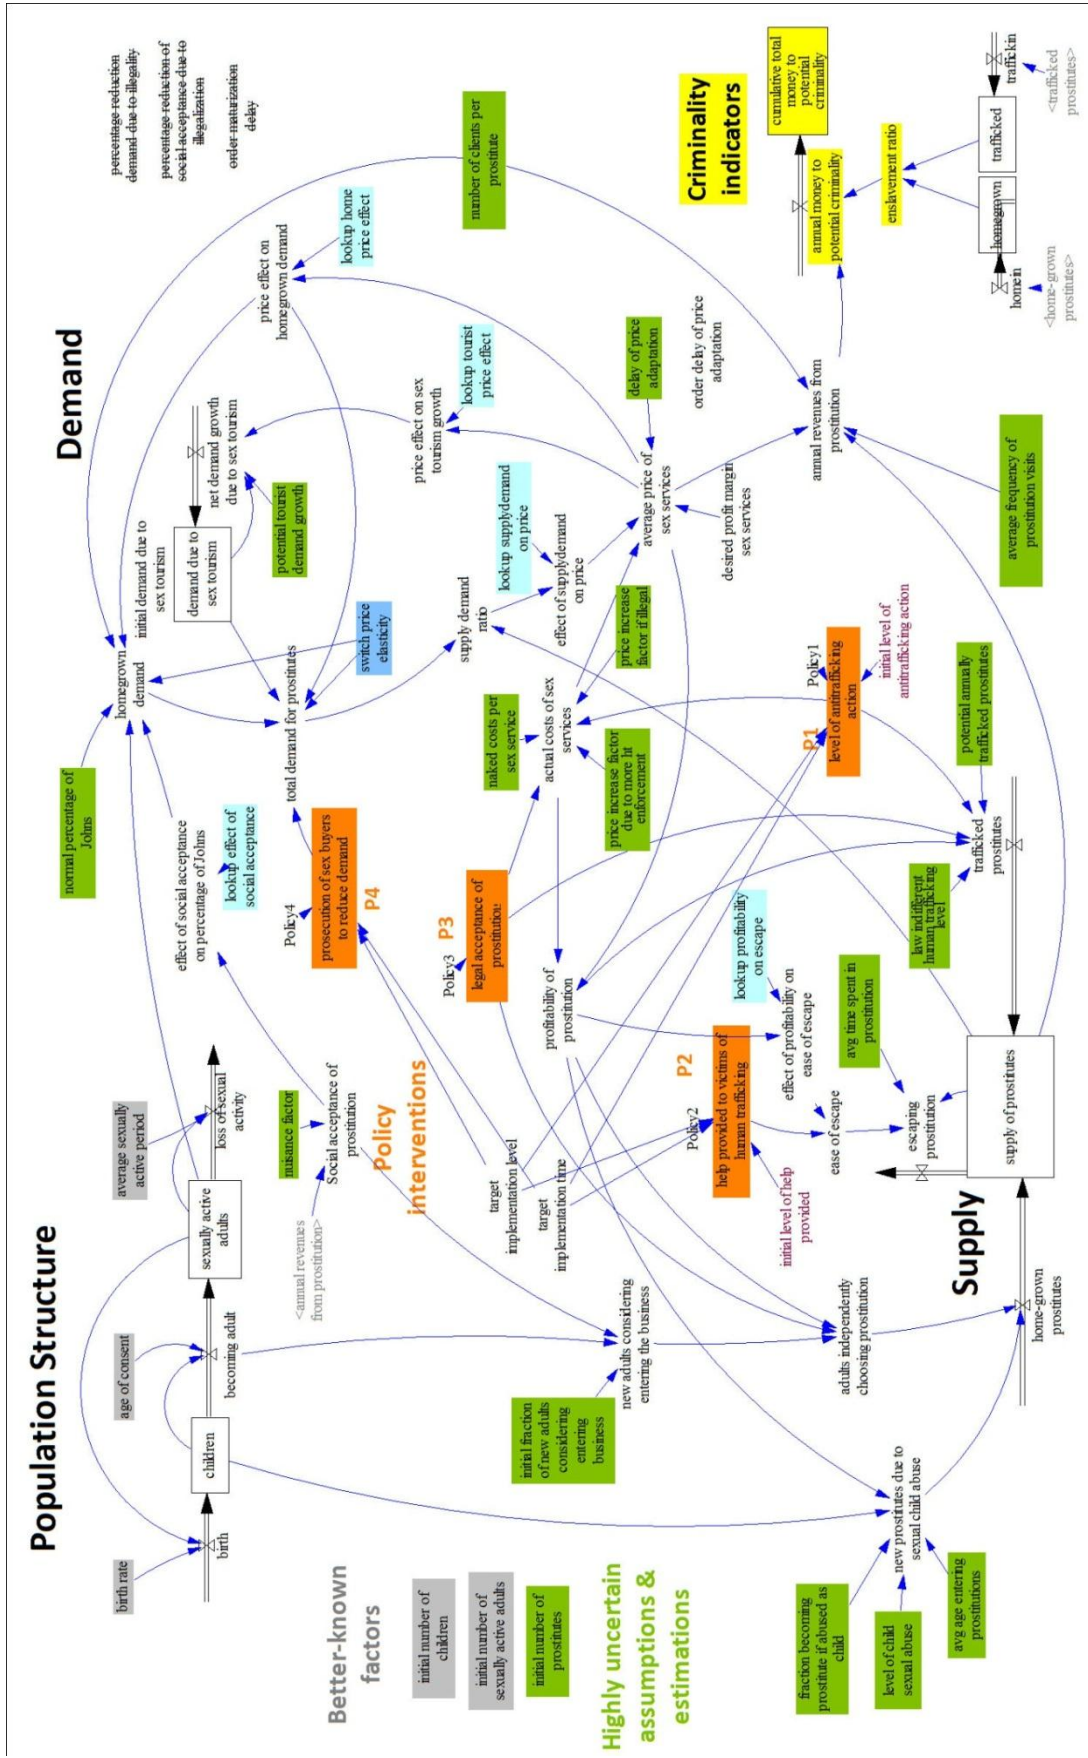 Population Structure
birth rate
birth
children
age of consent
becoming adult
sexually active
adults
average sexually
active period
loss of sexual
activity
Better-known
factors
initial number of
children
initial number of
sexually active adults
initial number of
prostitutes
Highly uncertain
assumptions &
estimations
<annual revenues
from prostitution>
nuisance factor
Social acceptance of
prostitution
effect of social acceptance
on percentage of Johns
lookup effect of
social acceptance
normal percentage of
Johns
Demand
homegrown
demand
initial demand due to
sex tourism
demand due to
sex tourism
net demand growth
due to sex tourism
potential tourist
demand growth
price effect on
homegrown demand
lookup home
price effect
number of clients per
prostitute
percentage reduction
demand due to illegality
percentage reduction of
social acceptance due to
illegalization
order maturization
delay
total demand for prostitutes
switch price
elasticity
supply demand
ratio
price effect on sex
tourism growth
lookup tourist
price effect
lookup supplydemand
on price
effect of supplydemand
on price
Policy
interventions
Policy4
prosecution of sex buyers
to reduce demand
P4
Policy3
P3
legal acceptance of
prostitution
target
implementation level
target
implementation time
initial fraction
of new adults
considering
entering
business
new adults considering
entering the business
naked costs per
sex service
actual costs of sex
services
price increase
factor if illegal
price increase factor
due to more ht
enforcement
average price of
sex services
delay of price
adaptation
order delay of price
adaptation
desired profit margin
sex services
profitability of
prostitution
P2
Policy2
help provided to victims of
human trafficking
initial level of help
provided
lookup profitability
on escape
effect of profitability on
ease of escape
ease of escape
avg time spent in
prostitution
escaping
prostitution
P1
Policy1
level of antitrafficking
action
initial level of
antitrafficking action
potential annually
trafficked prostitutes
trafficked
prostitutes
law indifferent
human trafficking
level
adults independently
choosing prostitution
Supply
supply of prostitutes
home-grown
prostitutes
new prostitutes due to
sexual child abuse
fraction becoming
prostitute if abused as
child
level of child
sexual abuse
avg age entering
prostitutions
annual revenues from
prostitution
average frequency of
prostitution visits
Criminality
indicators
cumulative total
money to
potential
criminality
annual money to
potential criminality
enslavement ratio
homegrown
trafficked
homein
<home-grown
prostitutes>
traffickin
<trafficked
prostitutes>